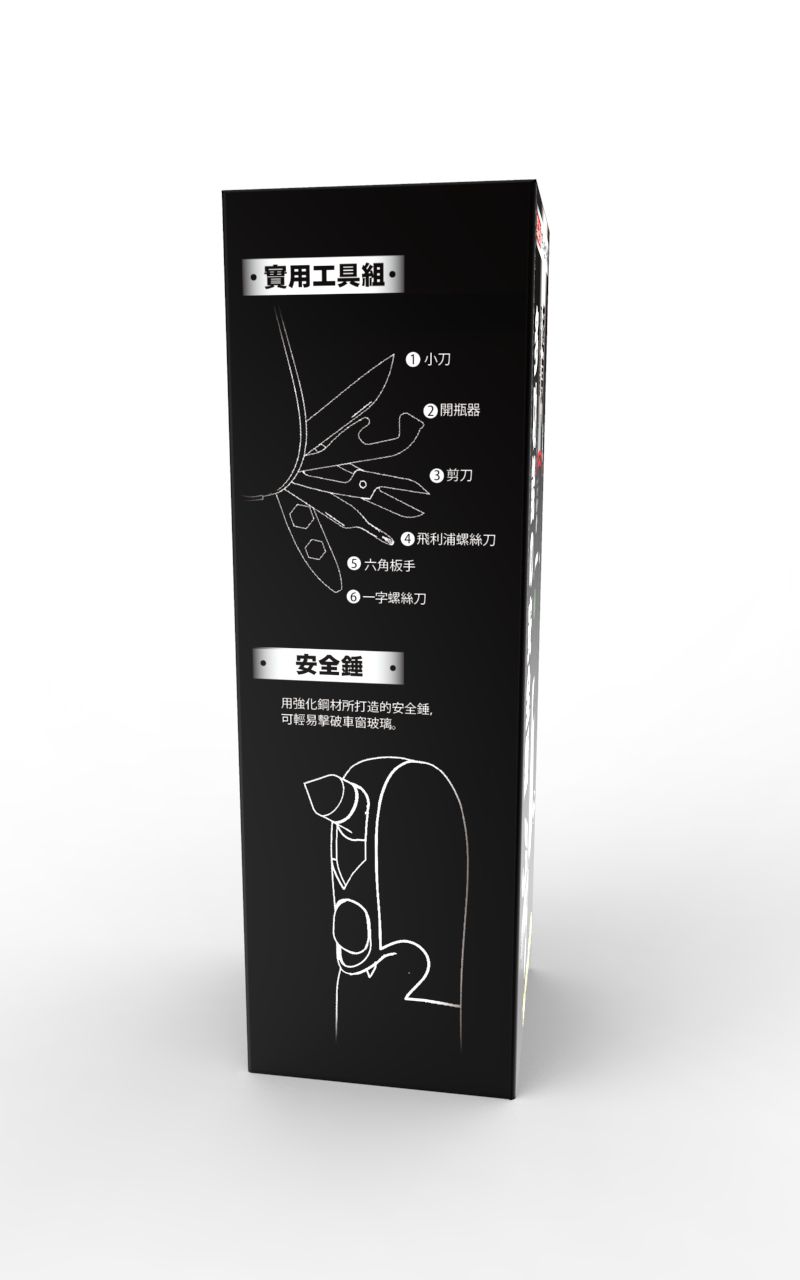 實用工具組
1 小刀
2 開瓶器
3 剪刀
4 飛利浦螺絲刀
5 六角板手
6 一字螺絲刀
安全錘
用強化鋼材所打造的安全錘,
可輕易擊破車窗玻璃。